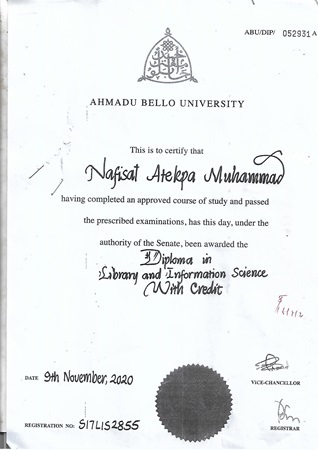 ABU/DIP/ 052931 A
AHMADU BELLO UNIVERSITY
This is to certify that
Nafisat Atekpa Muhammad
having completed an approved course of study and passed
the prescribed examinations, has this day, under the
authority of the Senate, been awarded the
Diploma in
Library and Information Science
With Credit
DATE 9th November, 2020
VICE-CHANCELLOR
REGISTRATION NO: S17LIS2855
REGISTRAR